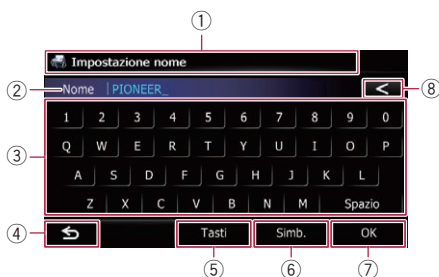 ①
Impostazione nome
② Nome PIONEER_ < ⑧
1 2 3 4 5 6 7 8 9 0
③ Q W E R T Y U I O P
A S D F G H J K L
Z X C V B N M Spazio
④ Tasti Simb. OK
⑤ ⑥ ⑦